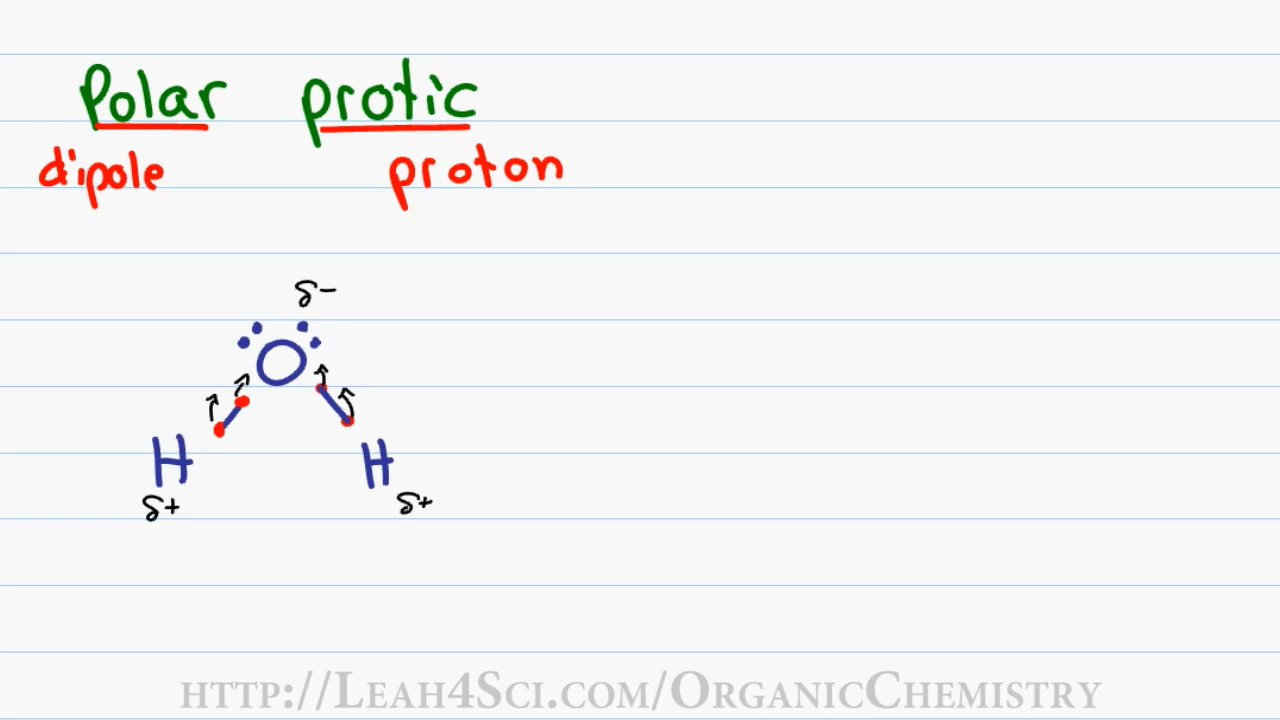 Polar protic
dipole proton
δ-
O
H H
δ+ δ+
http://Leah4Sci.com/OrganicChemistry